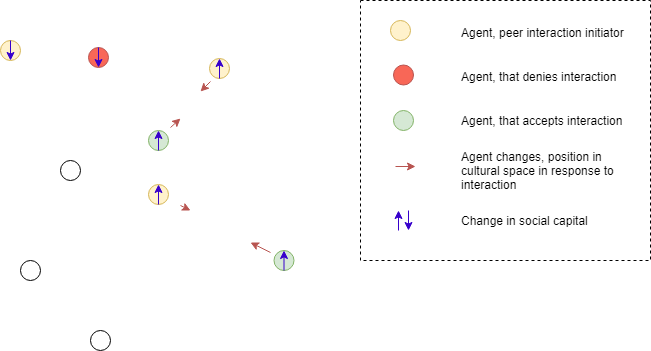 Agent, peer interaction initiator
Agent, that denies interaction
Agent, that accepts interaction
Agent changes, position in
cultural space in response to
interaction
Change in social capital